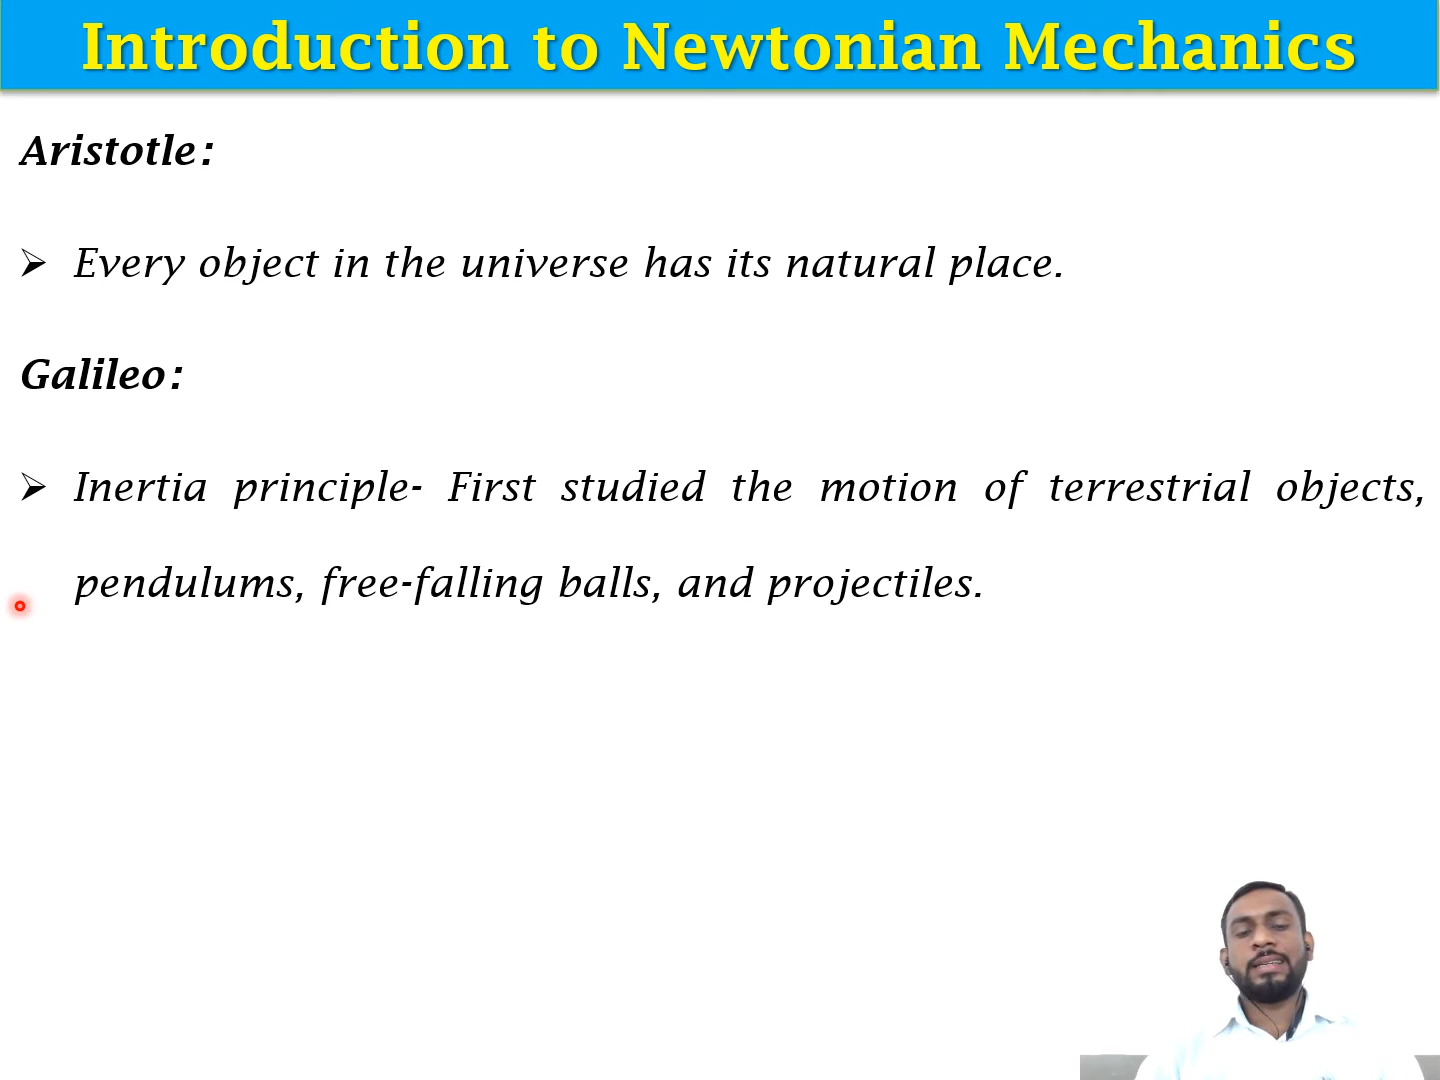 Introduction to Newtonian Mechanics
Aristotle:
➢ Every object in the universe has its natural place.
Galileo:
➢ Inertia principle- First studied the motion of terrestrial objects,
pendulums, free-falling balls, and projectiles.